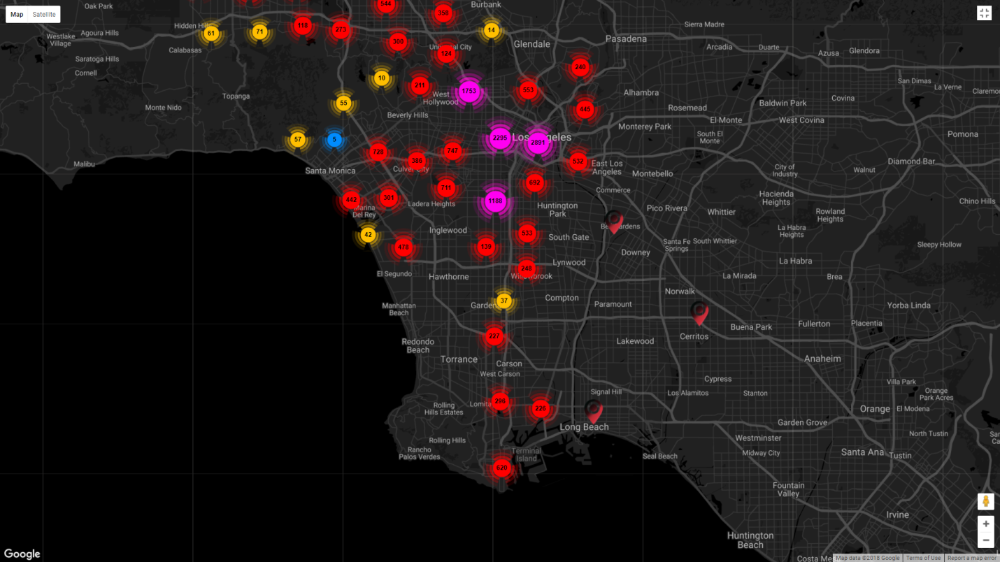 Map Satellite
Oak Park
544
358
Burbank
14
Hidden Hills
118
273
61
71
Westlake
Village
Agoura Hills
Calabasas
300
Universal City
124
Glendale
Pasadena
Sierra Madre
Arcadia
Duarte
Azusa
Glendora
Saratoga Hills
Cornell
240
10
211
1753
553
West
Hollywood
Alhambra
San Dimas
La Verne
Claremo
Topanga
Monte Nido
55
Beverly Hills
445
Rosemead
Baldwin Park
Covina
El Monte
West Covina
Monterey Park
South El
Monte
Pomona
57
5
2295
Los Angeles
2891
728
386
747
Culver City
532
East Los
Angeles
Montebello
City of
Industry
Walnut
Diamond Bar
Malibu
Santa Monica
692
711
Commerce
442
301
Marina
Del Rey
Ladera Heights
1188
Huntington
Park
Pico Rivera
Whittier
Hacienda
Heights
Rowland
Heights
Chino Hills
42
478
Inglewood
139
533
South Gate
Bell Gardens
Downey
Santa Fe
Springs
South Whittier
La Habra
Heights
Sleepy Hollow
El Segundo
Hawthorne
248
Willowbrook
Lynwood
La Habra
La Mirada
Brea
Norwalk
Manhattan
Beach
Gardena
37
Compton
Paramount
Yorba Linda
Buena Park
Fullerton
Placentia
Cerritos
Redondo
Beach
227
Lakewood
Torrance
Carson
West Carson
Anaheim
Cypress
Villa Park
Signal Hill
Los Alamitos
Stanton
Orange
Park Acres
Rolling
Hills Estates
Lomita
296
226
Orange
El Modena
Long Beach
Garden Grove
Westminster
North Tustin
Rolling Hills
Rancho
Palos Verdes
Terminal
Island
Seal Beach
Midway City
Santa Ana
Tustin
620
Fountain
Valley
Irvine
Huntington
Beach
Google
Map data ©2018 Google Terms of Use Report a map error